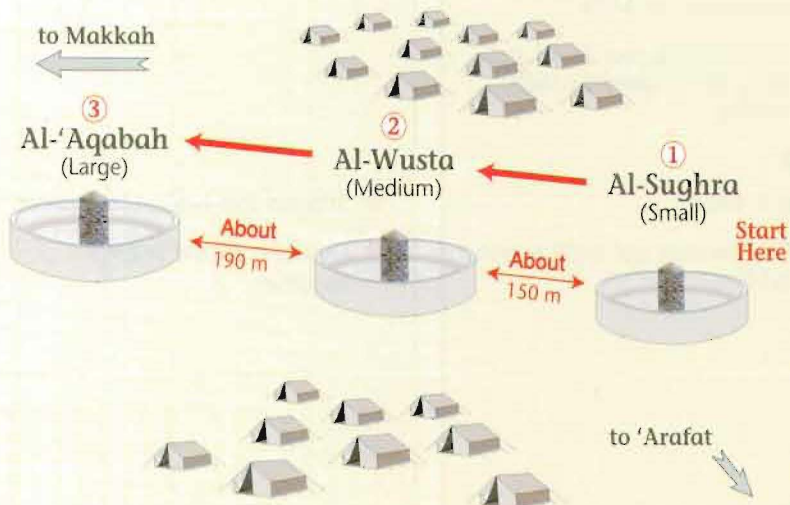 to Makkah
③
Al-‘Aqabah
(Large)
②
Al-Wusta
(Medium)
①
Al-Sughra
(Small)
Start
Here
About
190 m
About
150 m
to ‘Arafat